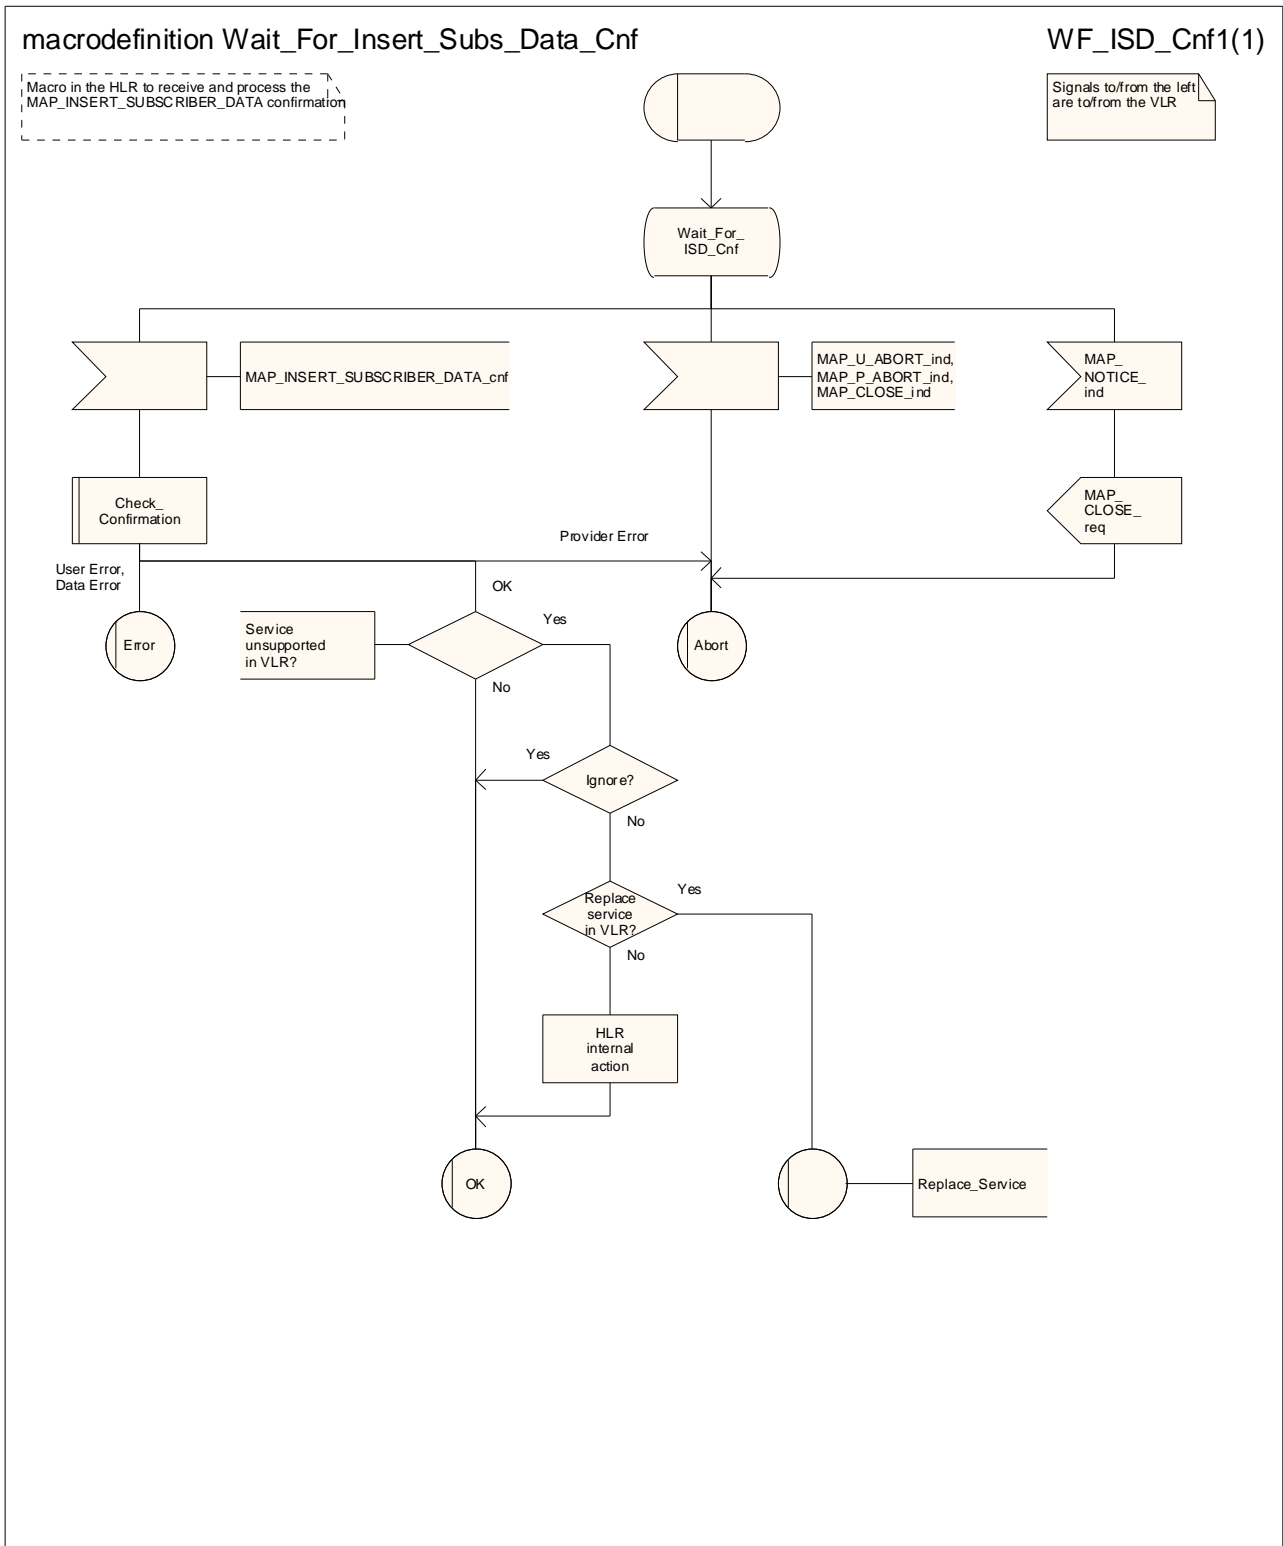 macrodefinition Wait_For_Insert_Subs_Data_Cnf
WF_ISD_Cnf1(1)
Macro in the HLR to receive and process the
MAP_INSERT_SUBSCRIBER_DATA confirmation
Signals to/from the left
are to/from the VLR
Wait_For_
ISD_Cnf
MAP_INSERT_SUBSCRIBER_DATA_cnf
MAP_U_ABORT_ind,
MAP_P_ABORT_ind,
MAP_CLOSE_ind
MAP_
NOTICE_
ind
Check_
Confirmation
MAP_
CLOSE_
req
Provider Error
User Error,
Data Error
OK
Error
Service
unsupported
in VLR?
Yes
Abort
No
Yes
Ignore?
No
Replace
service
in VLR?
Yes
No
HLR
internal
action
OK
Replace_Service